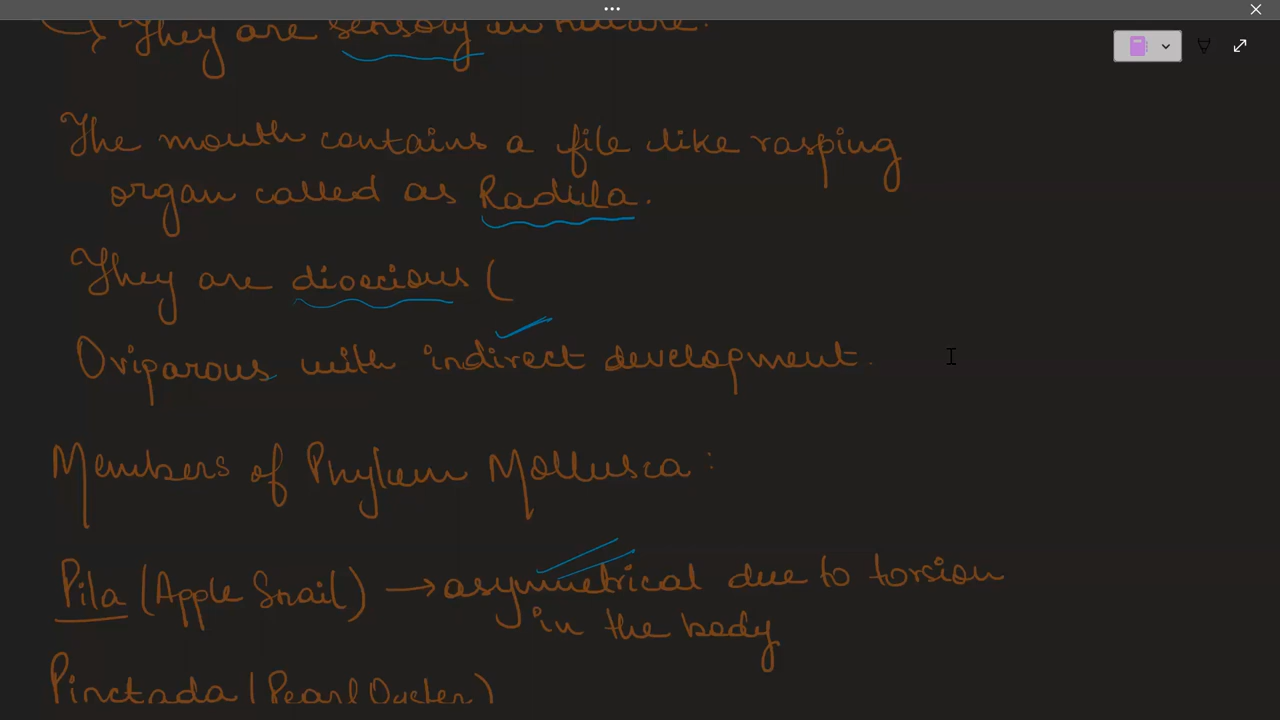 They are sensory in nature.
The mouth contains a file like rasping
organ called as Radula.
They are dioecious (
Oviparous with indirect development.
Members of Phylum Mollusca:
Pila (Apple Snail) → asymmetrical due to torsion
in the body
Pinctada (Pearl Oyster)